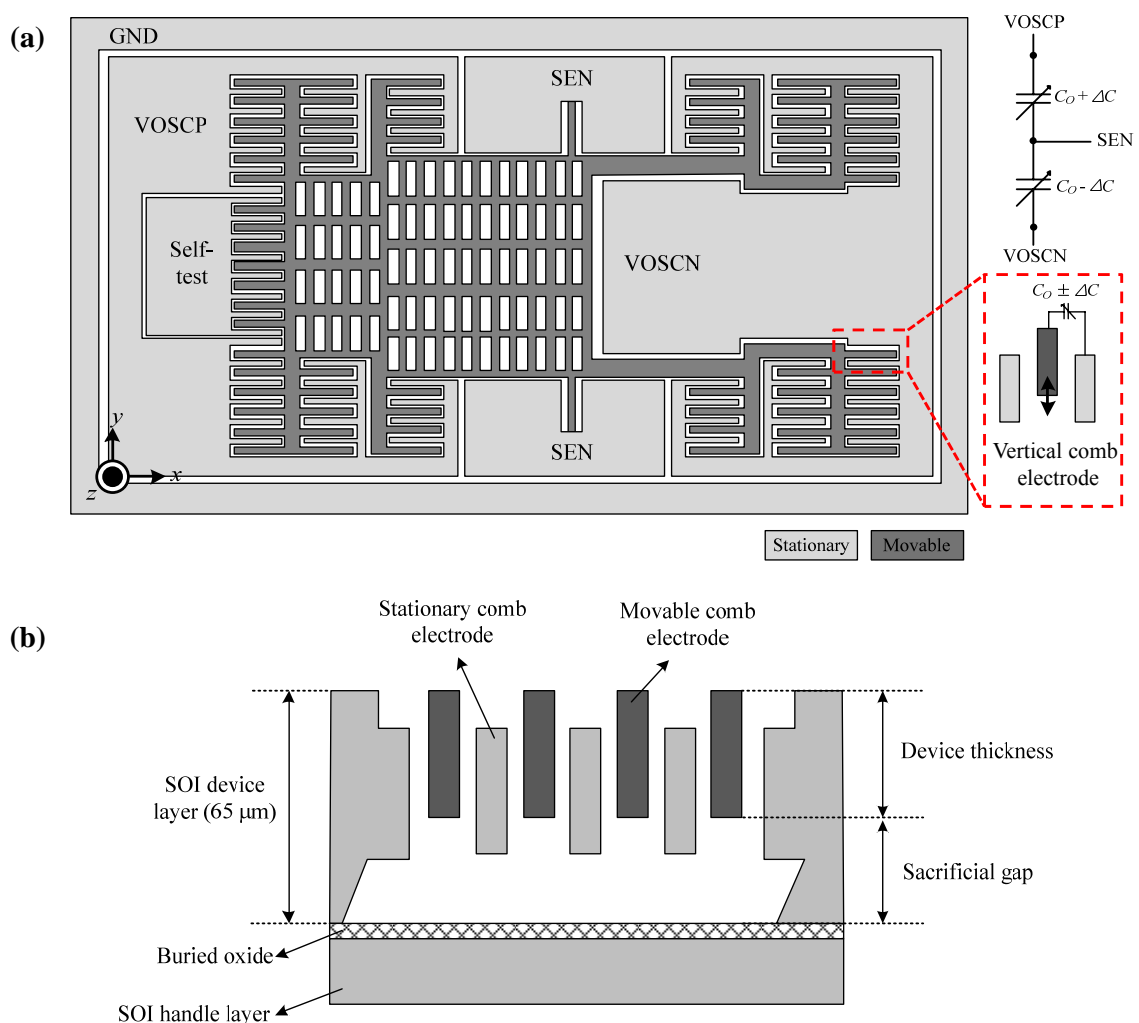 (a)
GND
VOSCP
SEN
Self-
test
VOSCN
SEN
y
z
x
VOSCP
C_O + ΔC
SEN
C_O - ΔC
VOSCN
C_O ± ΔC
Vertical comb
electrode
Stationary
Movable
(b)
Stationary comb
electrode
Movable comb
electrode
SOI device
layer (65 μm)
Device thickness
Sacrificial gap
Buried oxide
SOI handle layer